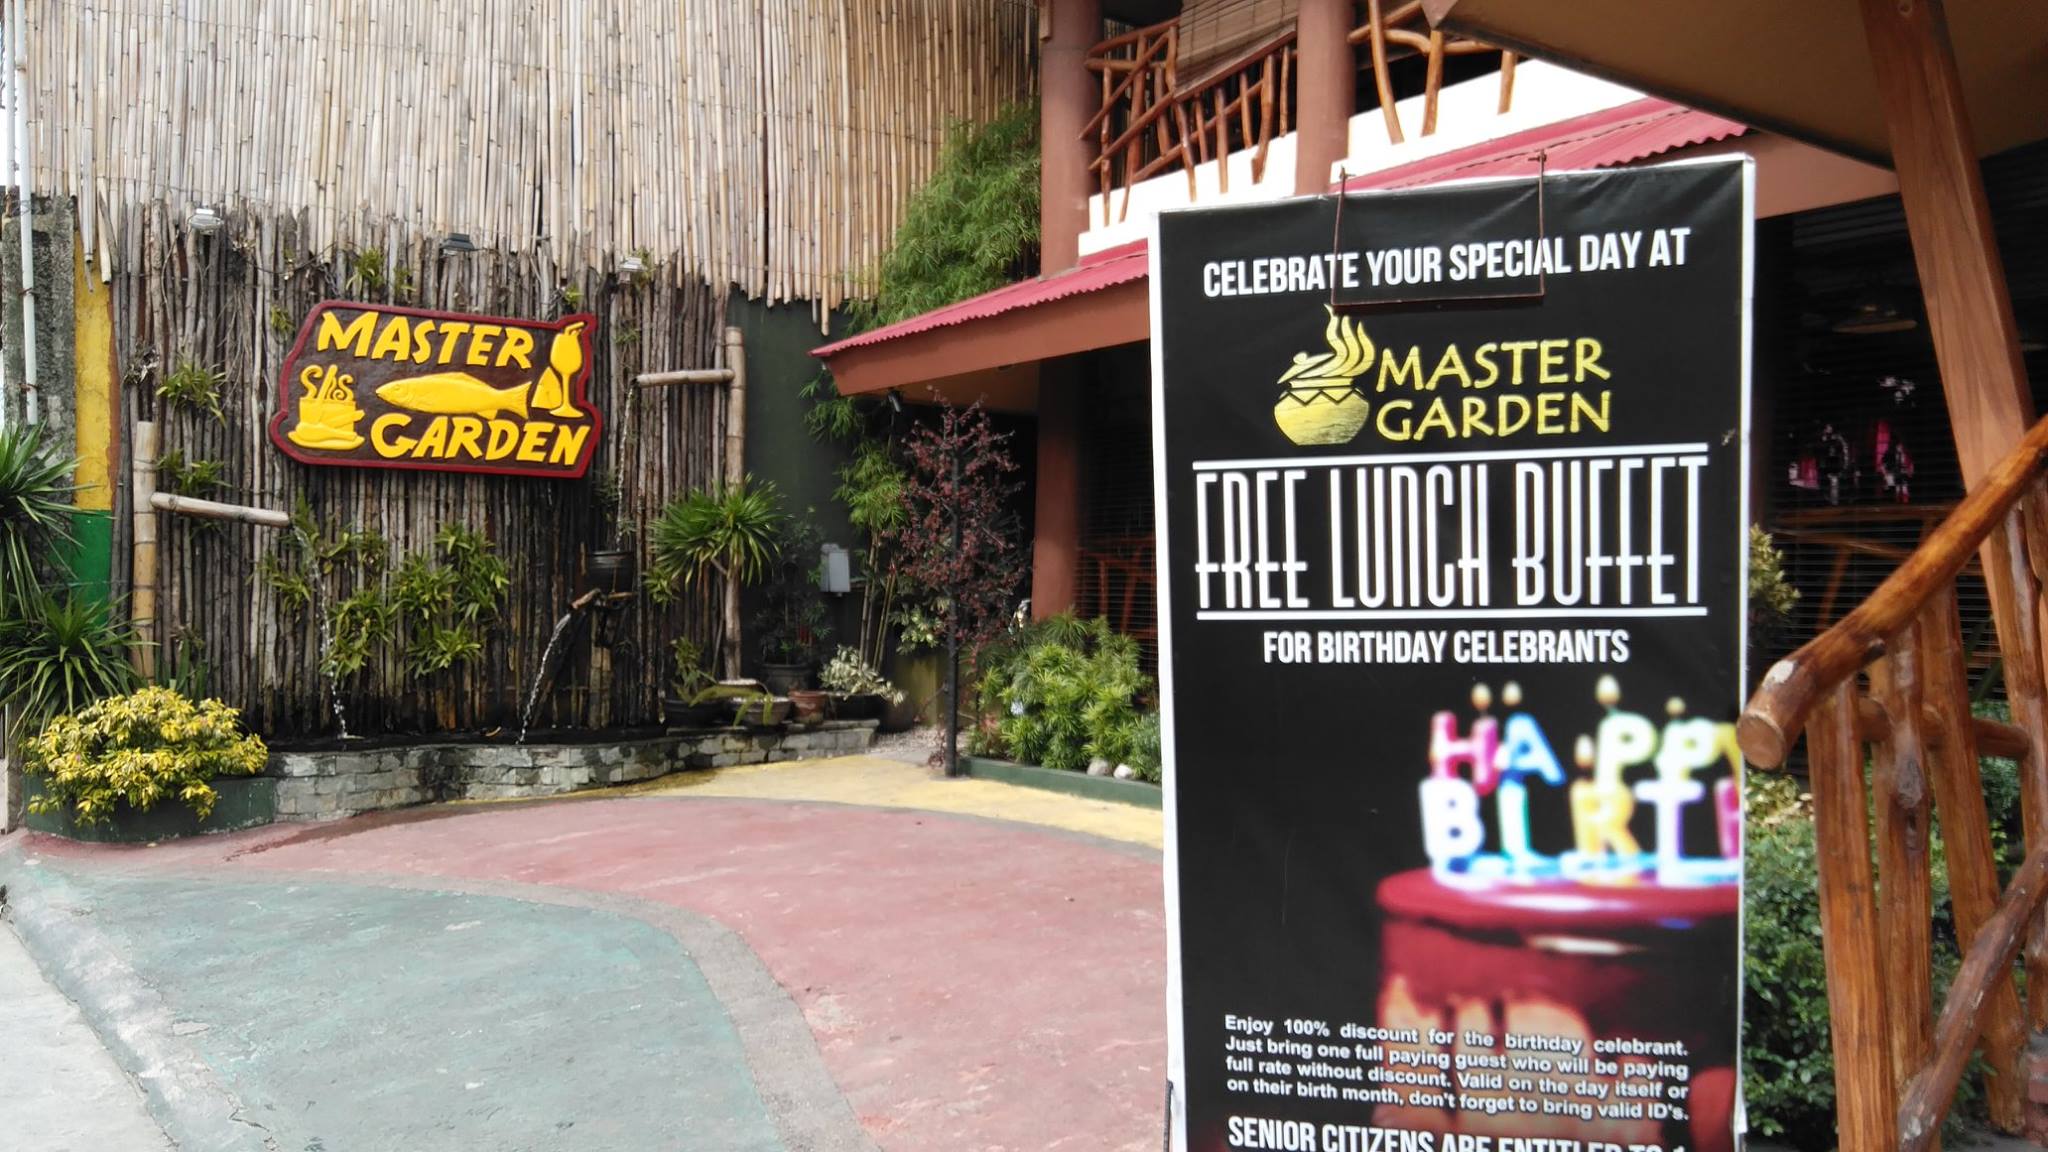 MASTER
GARDEN
CELEBRATE YOUR SPECIAL DAY AT
MASTER
GARDEN
FREE LUNCH BUFFET
FOR BIRTHDAY CELEBRANTS
HAPPY
BIRTH
Enjoy 100% discount for the birthday celebrant.
Just bring one full paying guest who will be paying
full rate without discount. Valid on the day itself or
on their birth month, don't forget to bring valid ID's.
SENIOR CITIZENS ARE ENTITLED TO 1